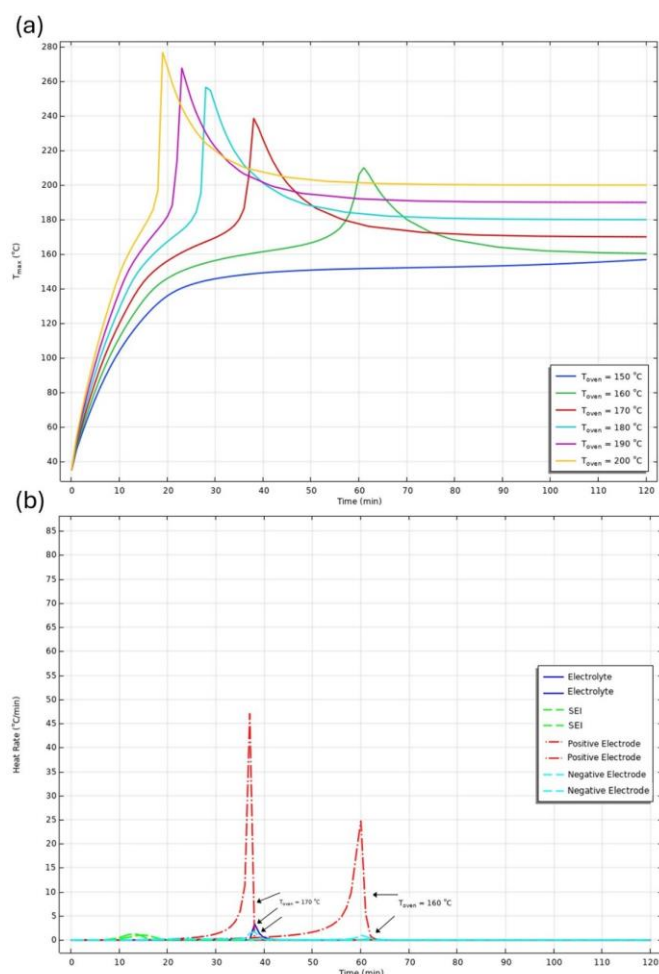 (a)
280
260
240
220
200
180
160
140
120
100
80
60
40
T_max (°C)
T_oven = 150 °C
T_oven = 160 °C
T_oven = 170 °C
T_oven = 180 °C
T_oven = 190 °C
T_oven = 200 °C
0 10 20 30 40 50 60 70 80 90 100 110 120
Time (min)
(b)
85
80
75
70
65
60
55
50
45
40
35
30
25
20
15
10
5
0
Heat Rate (°C/min)
Electrolyte
Electrolyte
SEI
SEI
Positive Electrode
Positive Electrode
Negative Electrode
Negative Electrode
T_oven = 170 °C
T_oven = 160 °C
0 10 20 30 40 50 60 70 80 90 100 110 120
Time (min)